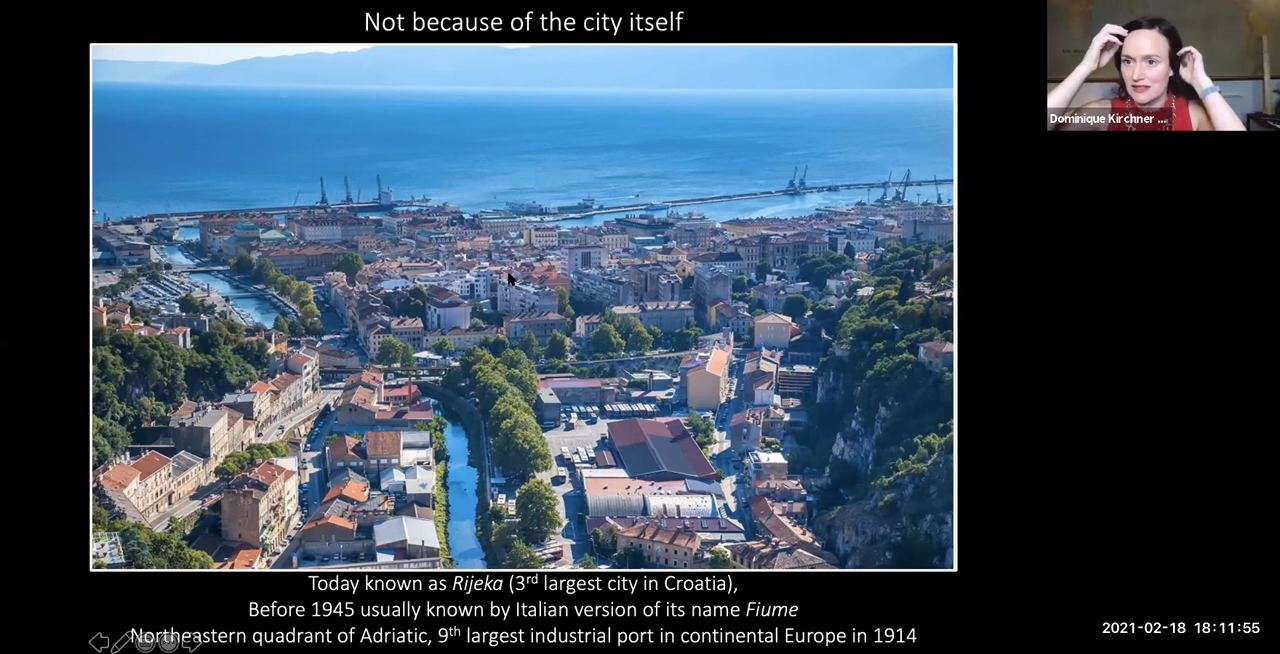 Not because of the city itself
Dominique Kirchner ...
Today known as Rijeka (3rd largest city in Croatia),
Before 1945 usually known by Italian version of its name Fiume
Northeastern quadrant of Adriatic, 9th largest industrial port in continental Europe in 1914
2021-02-18 18:11:55